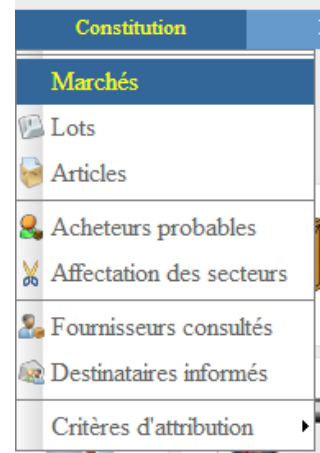 Constitution
Marchés
Lots
Articles
Acheteurs probables
Affectation des secteurs
Fournisseurs consultés
Destinataires informés
Critères d'attribution